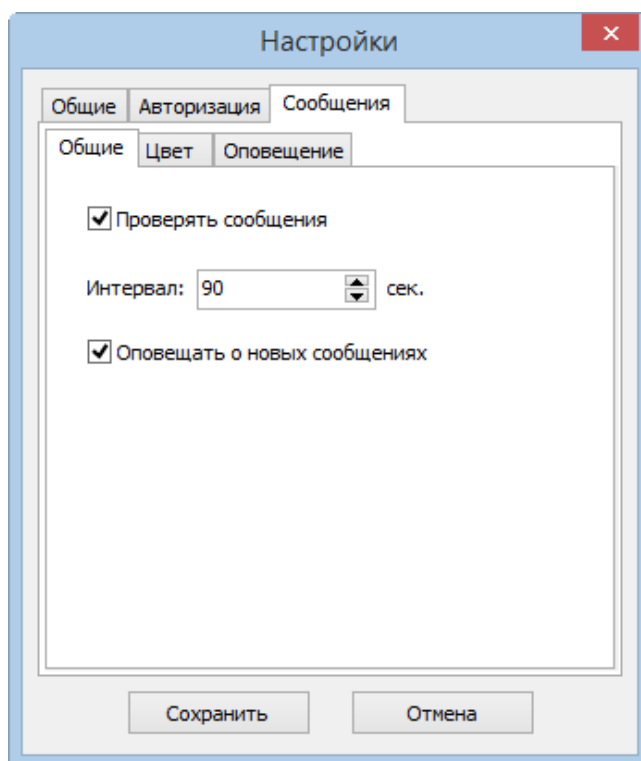 Настройки
Общие Авторизация Сообщения
Общие Цвет Оповещение
Проверять сообщения
Интервал: 90 сек.
Оповещать о новых сообщениях
Сохранить Отмена